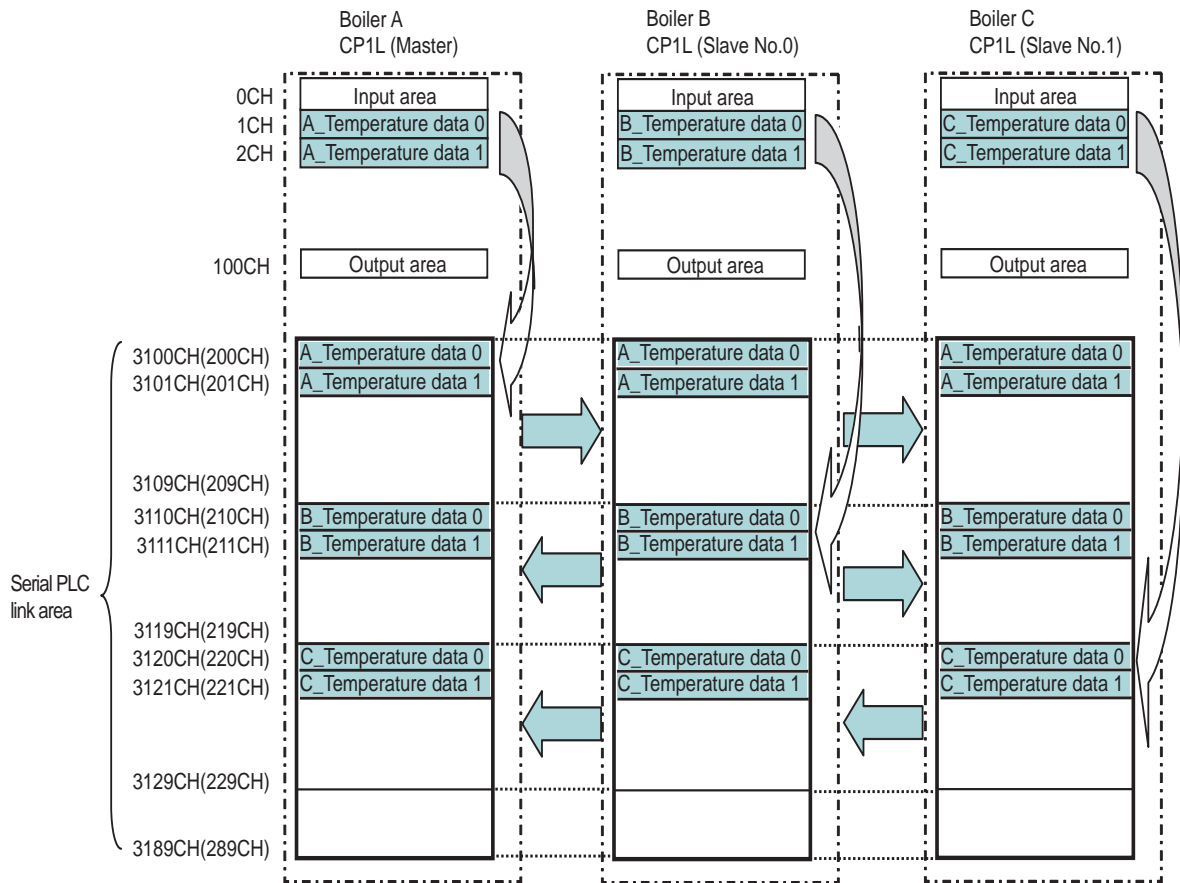 Boiler A
CP1L (Master)
Boiler B
CP1L (Slave No.0)
Boiler C
CP1L (Slave No.1)
0CH
Input area
Input area
Input area
1CH
A_Temperature data 0
B_Temperature data 0
C_Temperature data 0
2CH
A_Temperature data 1
B_Temperature data 1
C_Temperature data 1
100CH
Output area
Output area
Output area
3100CH(200CH)
A_Temperature data 0
A_Temperature data 0
A_Temperature data 0
3101CH(201CH)
A_Temperature data 1
A_Temperature data 1
A_Temperature data 1
3109CH(209CH)
3110CH(210CH)
B_Temperature data 0
B_Temperature data 0
B_Temperature data 0
3111CH(211CH)
B_Temperature data 1
B_Temperature data 1
B_Temperature data 1
Serial PLC
link area
3119CH(219CH)
3120CH(220CH)
C_Temperature data 0
C_Temperature data 0
C_Temperature data 0
3121CH(221CH)
C_Temperature data 1
C_Temperature data 1
C_Temperature data 1
3129CH(229CH)
3189CH(289CH)